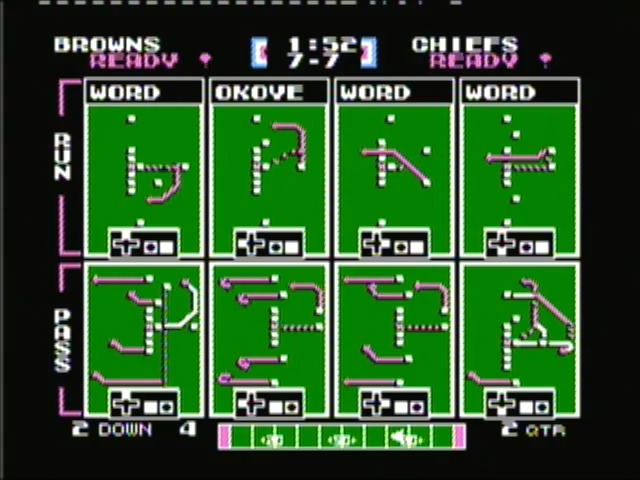 BROWNS 1:52 CHIEFS
READY 7-7 READY
WORD OKOYE WORD WORD
RUN
PASS
2 DOWN 4 2 QTR